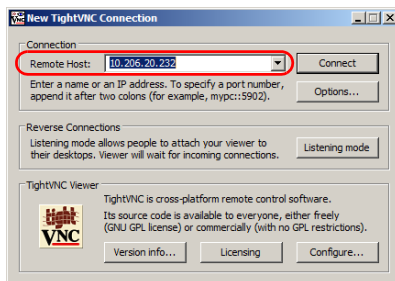 New TightVNC Connection
Connection
Remote Host: 10.206.20.232
Connect
Enter a name or an IP address. To specify a port number,
append it after two colons (for example, mypc::5902).
Options...
Reverse Connections
Listening mode allows people to attach your viewer to
their desktops. Viewer will wait for incoming connections.
Listening mode
TightVNC Viewer
tight
VNC
TightVNC is cross-platform remote control software.
Its source code is available to everyone, either freely
(GNU GPL license) or commercially (with no GPL restrictions).
Version info...
Licensing
Configure...